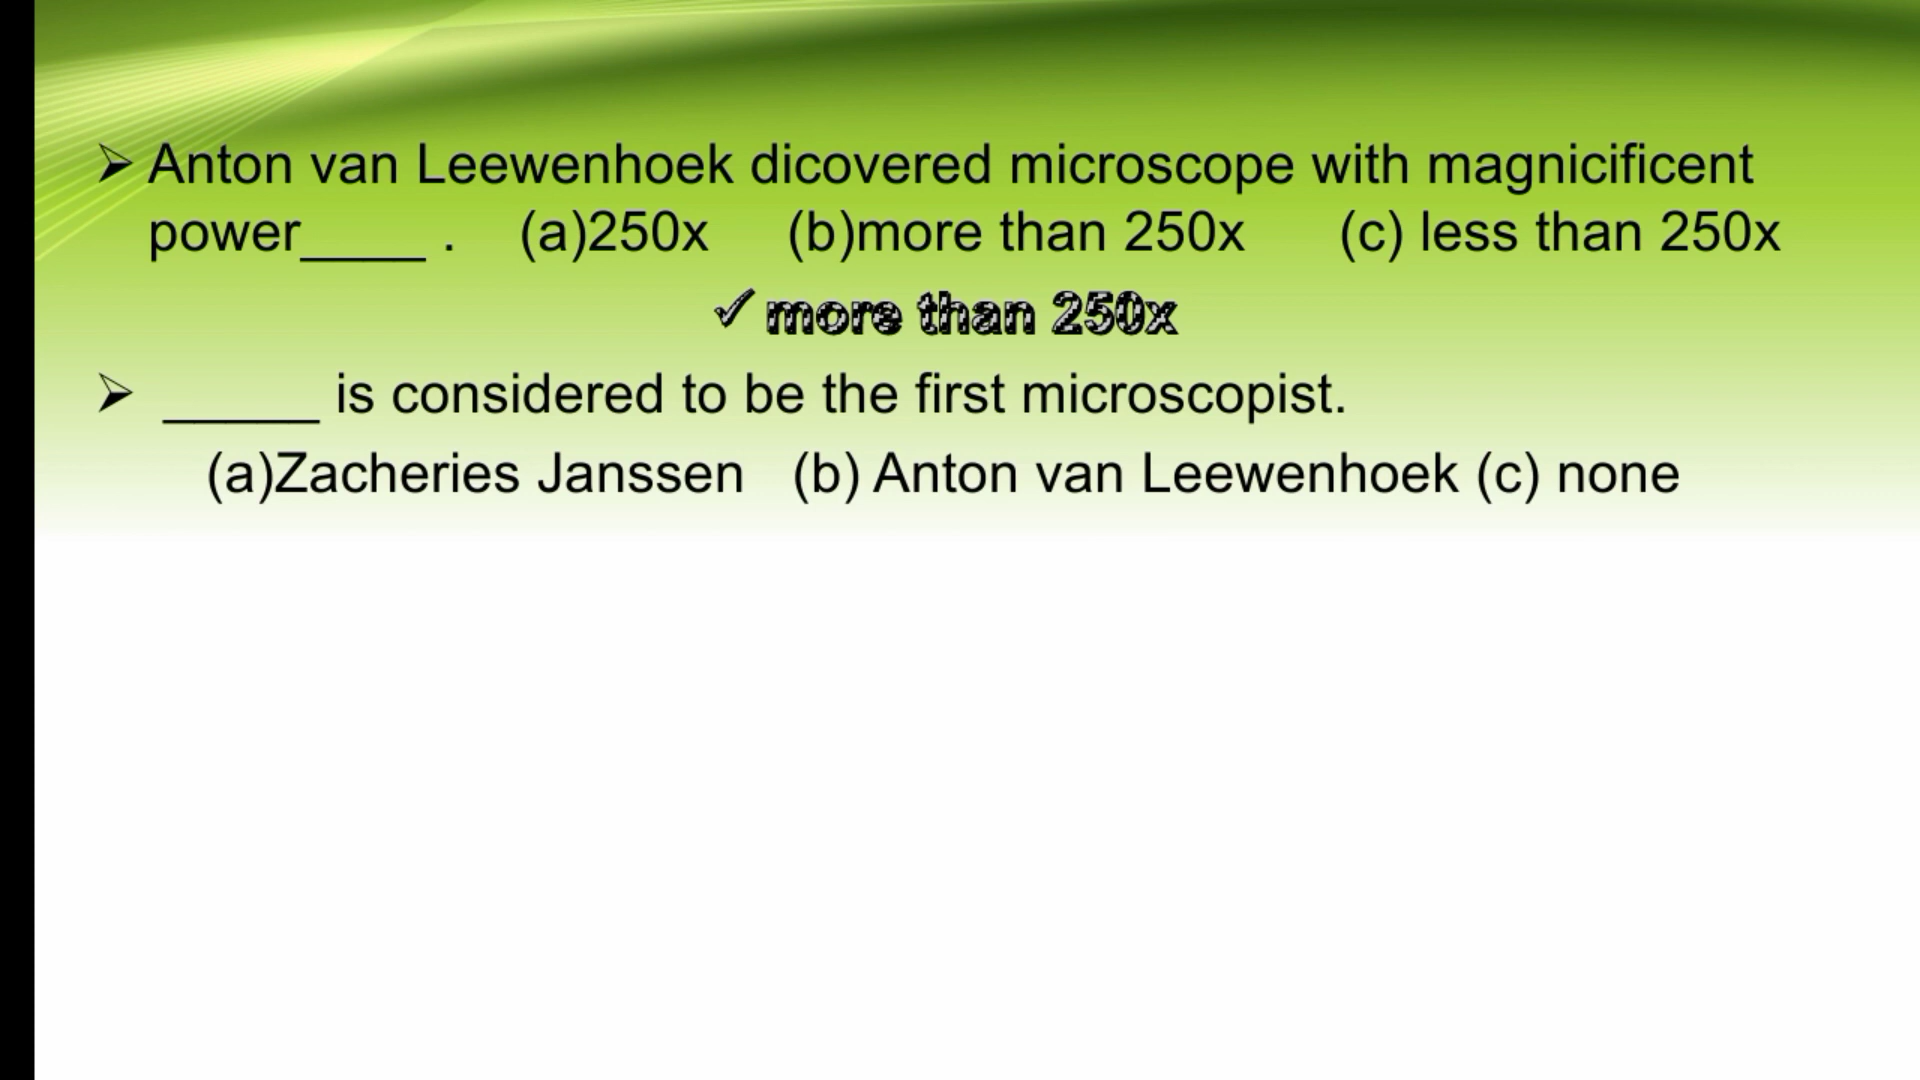 ➢ Anton van Leewenhoek dicovered microscope with magnicificent
power____ . (a)250x (b)more than 250x (c) less than 250x
✓ more than 250x
➢ _____ is considered to be the first microscopist.
(a)Zacheries Janssen (b) Anton van Leewenhoek (c) none